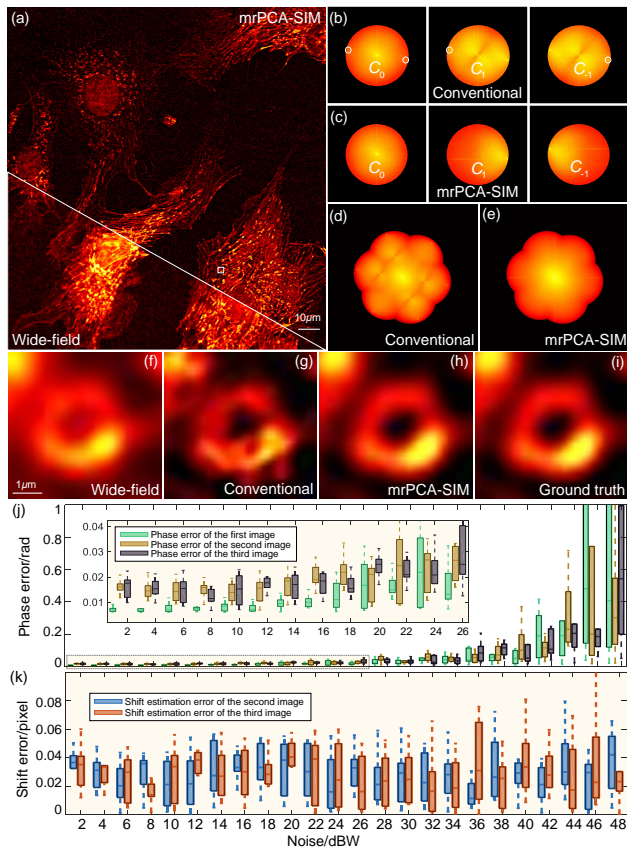 (a) mrPCA-SIM
Wide-field
10μm
(b)
C0 C1 C-1
Conventional
(c)
C0 C1 C-1
mrPCA-SIM
(d) (e)
Conventional mrPCA-SIM
(f) (g) (h) (i)
1μm Wide-field Conventional mrPCA-SIM Ground truth
(j)
Phase error/rad
1
0.8
0.6
0.4
0.2
0
0.04
0.03
0.02
0.01
Phase error of the first image
Phase error of the second image
Phase error of the third image
2 4 6 8 10 12 14 16 18 20 22 24 26
(k)
Shift error/pixel
0.08
0.06
0.04
0.02
0
Shift estimation error of the second image
Shift estimation error of the third image
2 4 6 8 10 12 14 16 18 20 22 24 26 28 30 32 34 36 38 40 42 44 46 48
Noise/dBW